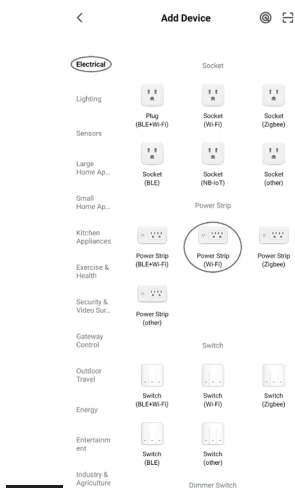 Add Device
Electrical
Lighting
Sensors
Large
Home Ap...
Small
Home Ap...
Kitchen
Appliances
Exercise &
Health
Security &
Video Sur...
Gateway
Control
Outdoor
Travel
Energy
Entertainm
ent
Industry &
Agriculture
Socket
Plug
(BLE+Wi-Fi)
Socket
(Wi-Fi)
Socket
(Zigbee)
Socket
(BLE)
Socket
(NB-IoT)
Socket
(other)
Power Strip
Power Strip
(BLE+Wi-Fi)
Power Strip
(Wi-Fi)
Power Strip
(Zigbee)
Power Strip
(other)
Switch
Switch
(BLE+Wi-Fi)
Switch
(Wi-Fi)
Switch
(Zigbee)
Switch
(BLE)
Switch
(other)
Dimmer Switch